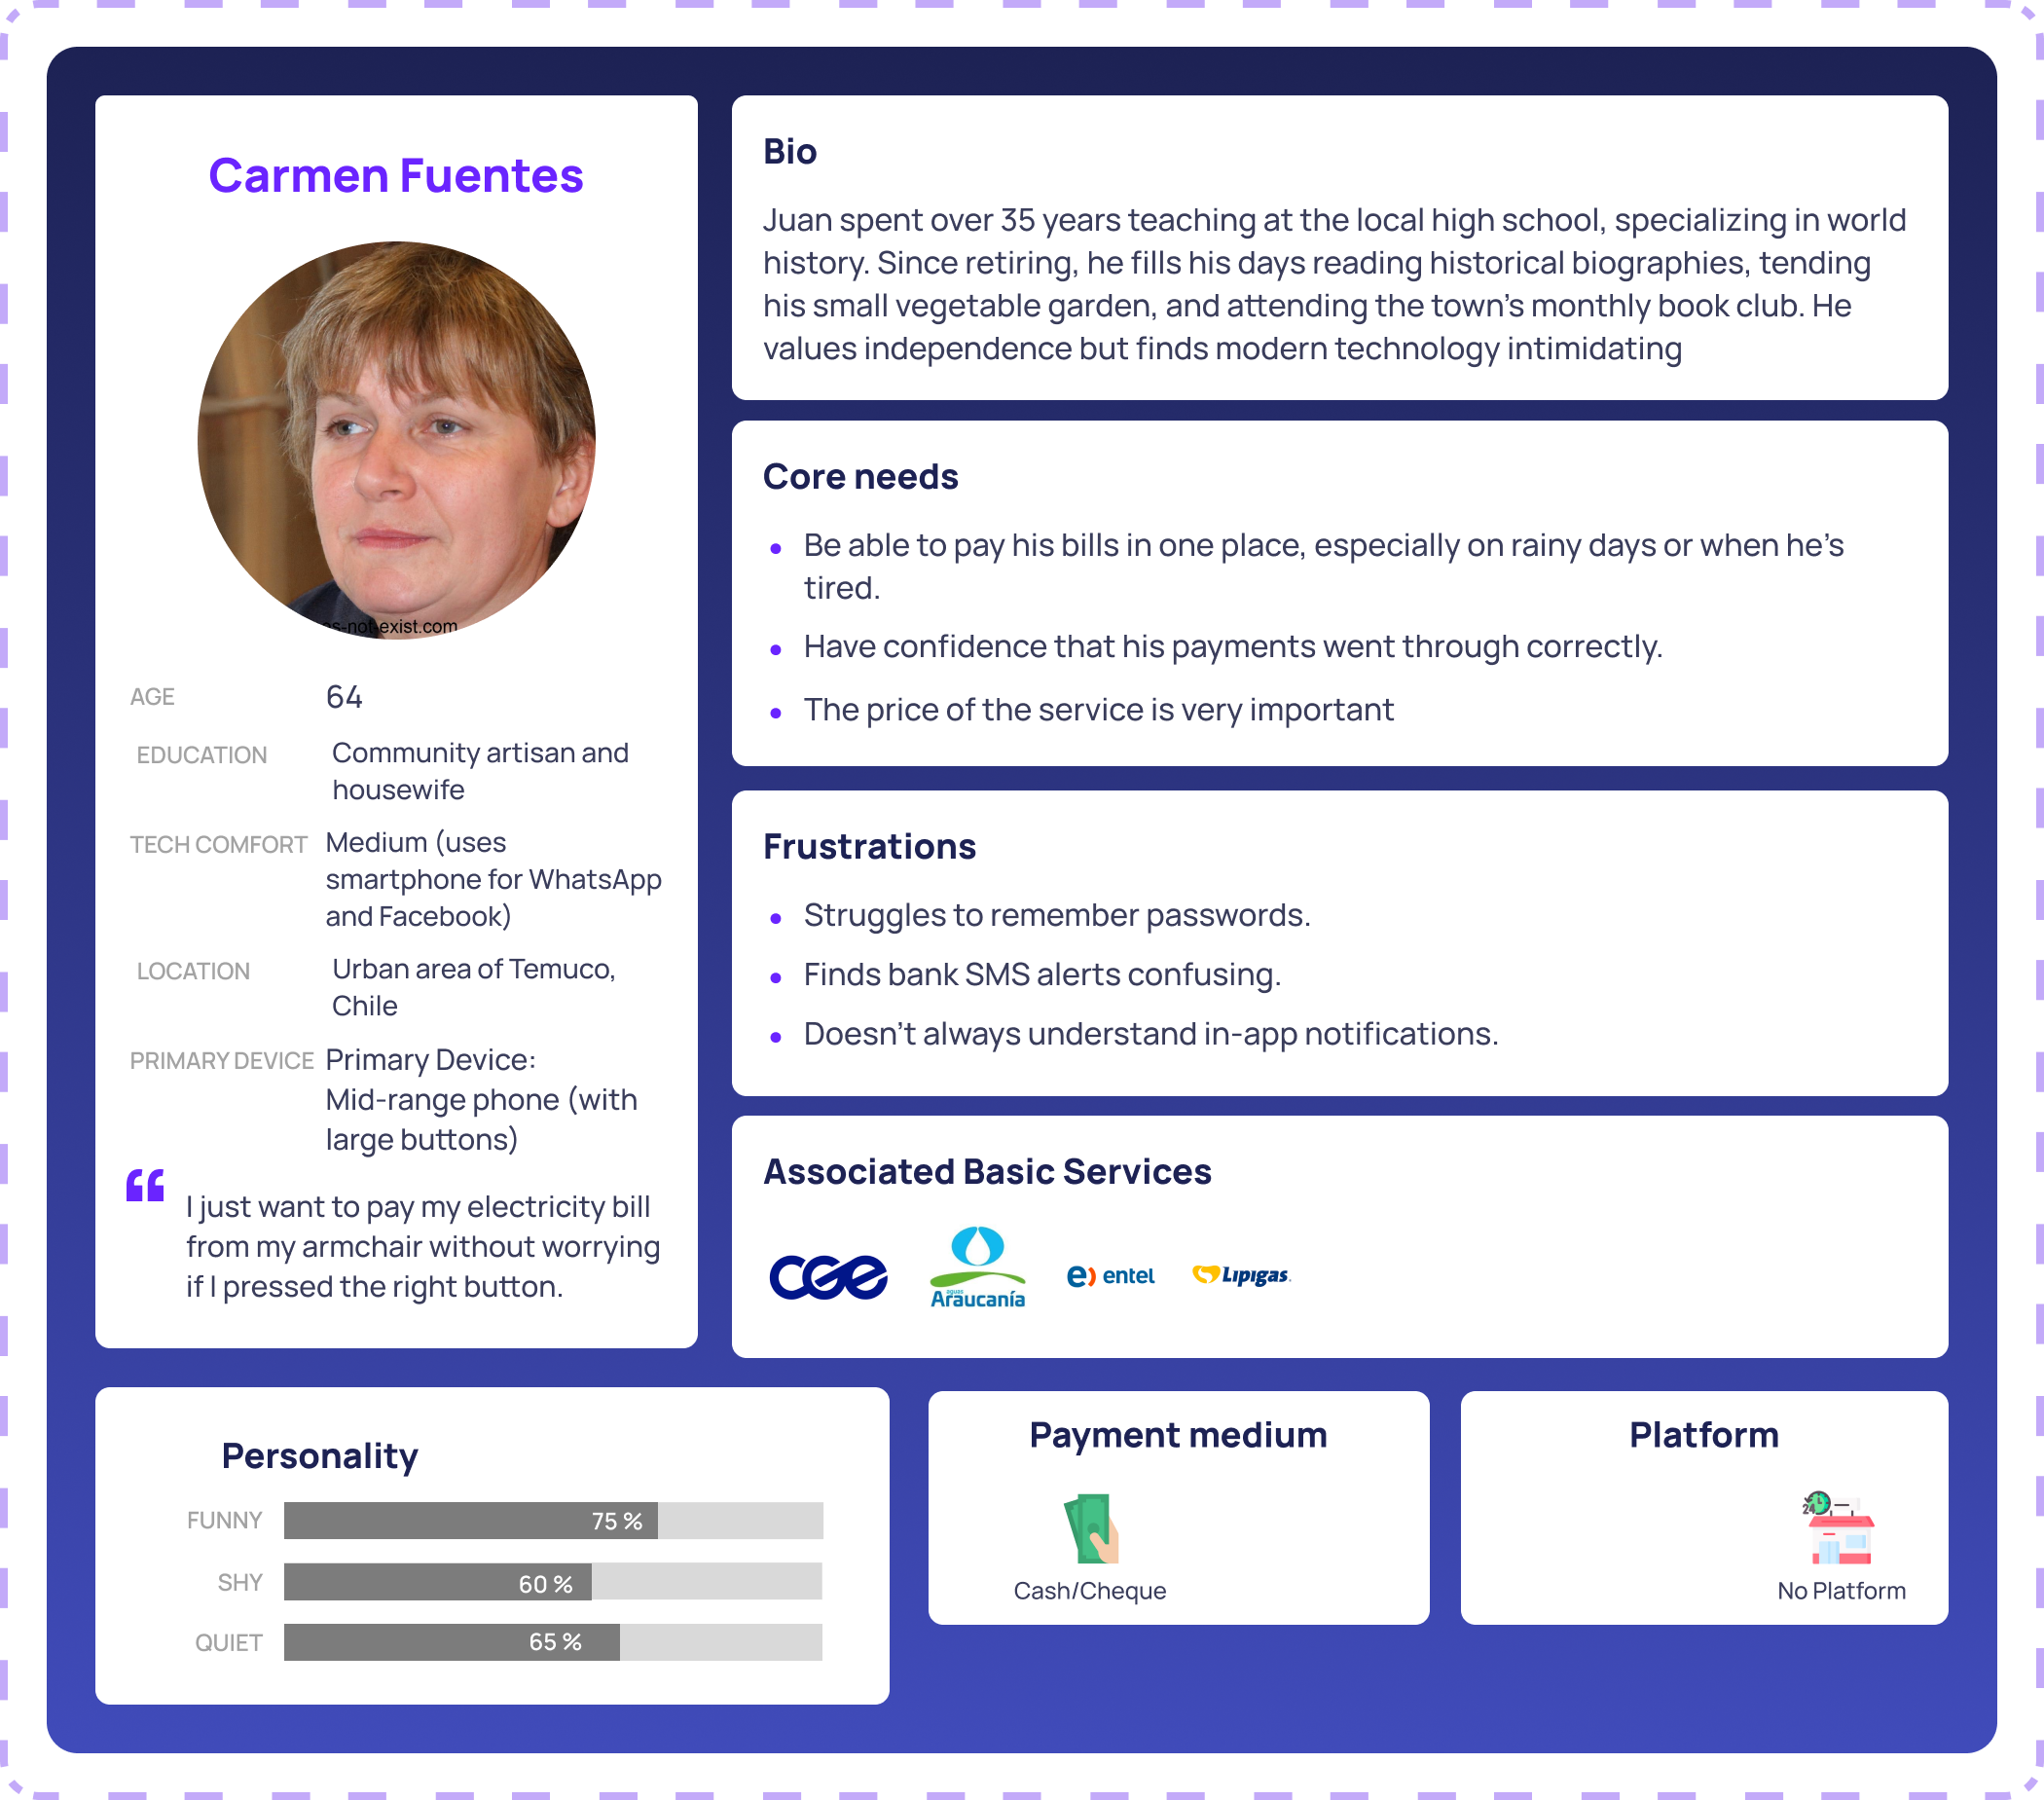 Carmen Fuentes
es-not-exist.com
AGE 64
EDUCATION Community artisan and
housewife
TECH COMFORT Medium (uses
smartphone for WhatsApp
and Facebook)
LOCATION Urban area of Temuco,
Chile
PRIMARY DEVICE Primary Device:
Mid-range phone (with
large buttons)
“
I just want to pay my electricity bill
from my armchair without worrying
if I pressed the right button.
Bio
Juan spent over 35 years teaching at the local high school, specializing in world
history. Since retiring, he fills his days reading historical biographies, tending
his small vegetable garden, and attending the town’s monthly book club. He
values independence but finds modern technology intimidating
Core needs
• Be able to pay his bills in one place, especially on rainy days or when he’s
tired.
• Have confidence that his payments went through correctly.
• The price of the service is very important
Frustrations
• Struggles to remember passwords.
• Finds bank SMS alerts confusing.
• Doesn’t always understand in-app notifications.
Associated Basic Services
cge
aguas
Araucanía
e) entel
Lipigas.
Personality
FUNNY 75 %
SHY 60 %
QUIET 65 %
Payment medium
Cash/Cheque
Platform
24
No Platform